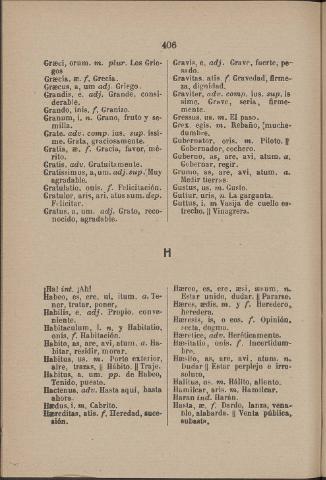 406
Græci, orum. m. plur. Los Grie-
gos
Græcia, æ. f. Grecia.
Græcus, a, um adj. Griego.
Grandis, e, adj. Grande, consi-
derable.
Grando, inis, f. Granizo.
Granum, i, n. Grano, fruto y se-
milla.
Grate. adv. comp. ius. sup. issi-
me. Grata, graciosamente.
Gratia, æ, f. Gracia, favor, mé-
rito.
Gratis, adv. Gratuitamente.
Gratissimus, a, um, adj. sup. Muy
agradable.
Gratulatio, onis, f. Felicitación.
Gratulor, aris, ari, atus sum, dep.
Felicitar.
Gratus, a, um, adj. Grato, reco-
nocido, agradable.
Gravis, e, adj. Grave, fuerte, pe-
sado.
Gravitas, atis, f. Gravedad, firme-
za, dignidad.
Graviter, adv. comp. ius. sup. is
sime. Grave, seria, firme-
mente.
Gressus, us, m. El paso.
Grex, egis, m. Rebaño, muche-
dumbre.
Gubernator, oris. m. Piloto. ||
Gobernador, cochero.
Guberno, as, are, avi, atum, a.
Gobernar, regir.
Grumo, as, are, avi, atum, a.
Medir tierras.
Gustus, us, m. Gusto.
Guttur, uris, n. La garganta.
Guttus, i, m Vasija de cuello es-
trecho. || Vinagrera.
H
¡Ha! int. ¡Ah!
Habeo, es, ere, ui, itum, a. Te-
ner, tratar, poner,
Habilis, e, adj. Propio, conve-
niente.
Habitaculum, i, n. y Habitatio,
onis, f. Habitación.
Habito, as, are, avi, atum, a. Ha-
bitar, residir, morar.
Habitus, us, m. Porte exterior,
aire, trazas, || Hábito. || Traje.
Habitus, a, um, pp. de Habeo,
Tenido, puesto.
Hactenus, adv. Hasta aquí, hasta
ahora.
Hædus, i, m, Cabrito.
Hæreditas, atis, f. Heredad, suce-
sión.
Hæreo, es, ere, æsi, æsum, n.
Estar unido, dudar. || Pararse.
Hæres, ædis, m. y f. Heredero,
heredera.
Hæresis, is, o eos, f. Opinión,
secta, dogma.
Hæretice, adv. Heréticamente.
Hæsitatio, onis, f. Incertidum-
bre.
Hæsito, as, are, avi, atum, n.
Dudar || Estar perplejo e irre-
soluto,
Halitus, us, m. Hálito, aliento.
Hamilcar, aris, m. Hamilcar.
Haran ind. Harán.
Hasta, æ, f. Dardo, lanza, vena-
blo, alabarda. || Venta pública,
subasta.